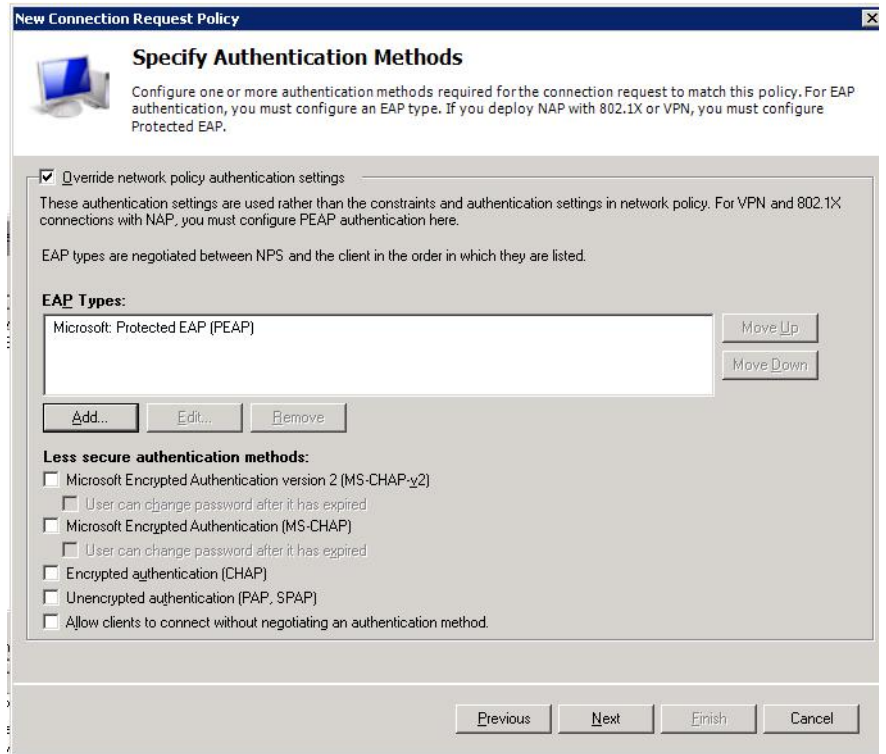 New Connection Request Policy
Specify Authentication Methods
Configure one or more authentication methods required for the connection request to match this policy. For EAP
authentication, you must configure an EAP type. If you deploy NAP with 802.1X or VPN, you must configure
Protected EAP.
Override network policy authentication settings
These authentication settings are used rather than the constraints and authentication settings in network policy. For VPN and 802.1X
connections with NAP, you must configure PEAP authentication here.
EAP types are negotiated between NPS and the client in the order in which they are listed.
EAP Types:
Microsoft: Protected EAP (PEAP)
Move Up
Move Down
Add... Edit... Remove
Less secure authentication methods:
Microsoft Encrypted Authentication version 2 (MS-CHAP-v2)
User can change password after it has expired
Microsoft Encrypted Authentication (MS-CHAP)
User can change password after it has expired
Encrypted authentication (CHAP)
Unencrypted authentication (PAP, SPAP)
Allow clients to connect without negotiating an authentication method.
Previous Next Finish Cancel